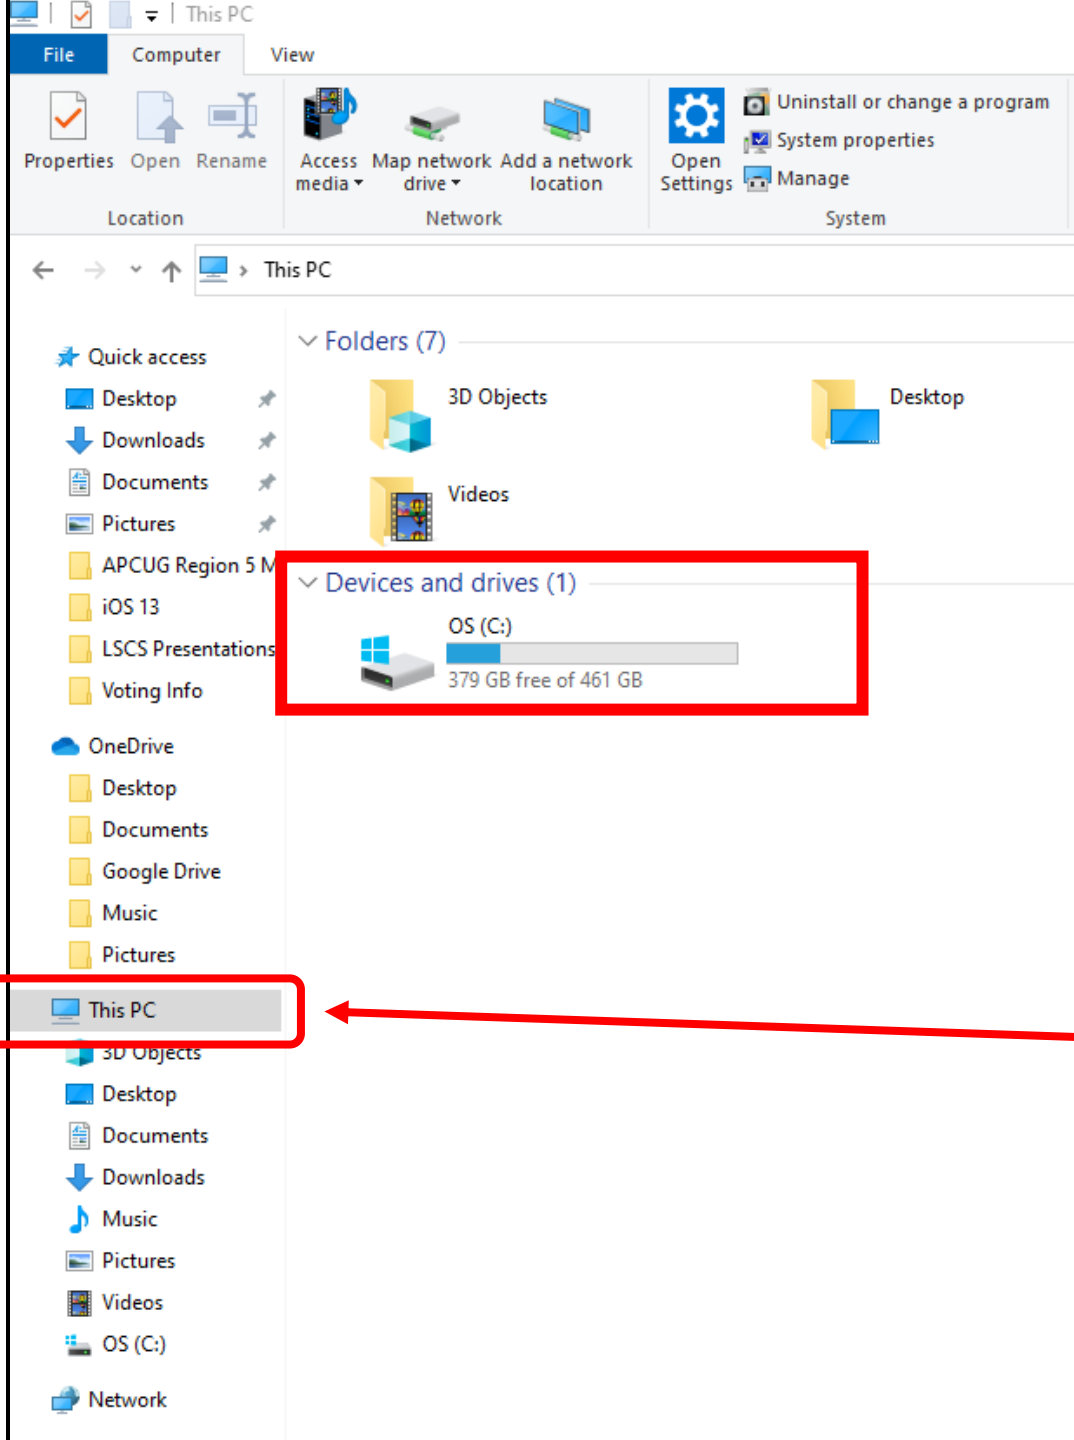 This PC
File Computer View
Properties Open Rename
Access media
Map network drive
Add a network location
Open Settings
Uninstall or change a program
System properties
Manage
Location Network System
This PC
Quick access
Desktop
Downloads
Documents
Pictures
APCUG Region 5 M
iOS 13
LSCS Presentations
Voting Info
OneDrive
Desktop
Documents
Google Drive
Music
Pictures
This PC
3D Objects
Desktop
Documents
Downloads
Music
Pictures
Videos
OS (C:)
Network
Folders (7)
3D Objects
Desktop
Videos
Devices and drives (1)
OS (C:)
379 GB free of 461 GB